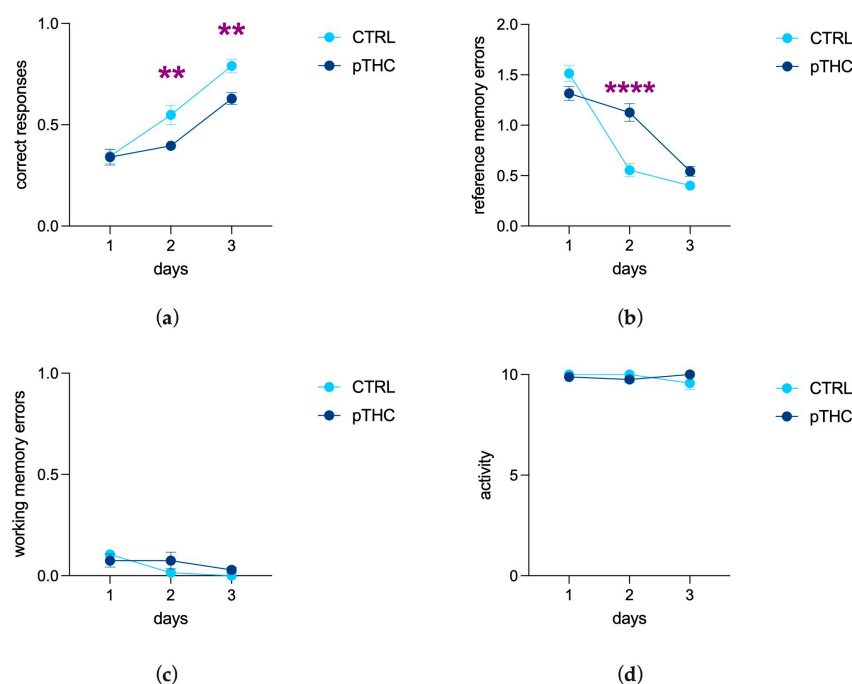 correct responses
1.0
0.5
0.0
**
**
1
2
3
days
CTRL
pTHC
(a)
reference memory errors
2.0
1.5
1.0
0.5
0.0
****
1
2
3
days
CTRL
pTHC
(b)
working memory errors
1.0
0.5
0.0
1
2
3
days
CTRL
pTHC
(c)
activity
10
5
0
1
2
3
days
CTRL
pTHC
(d)